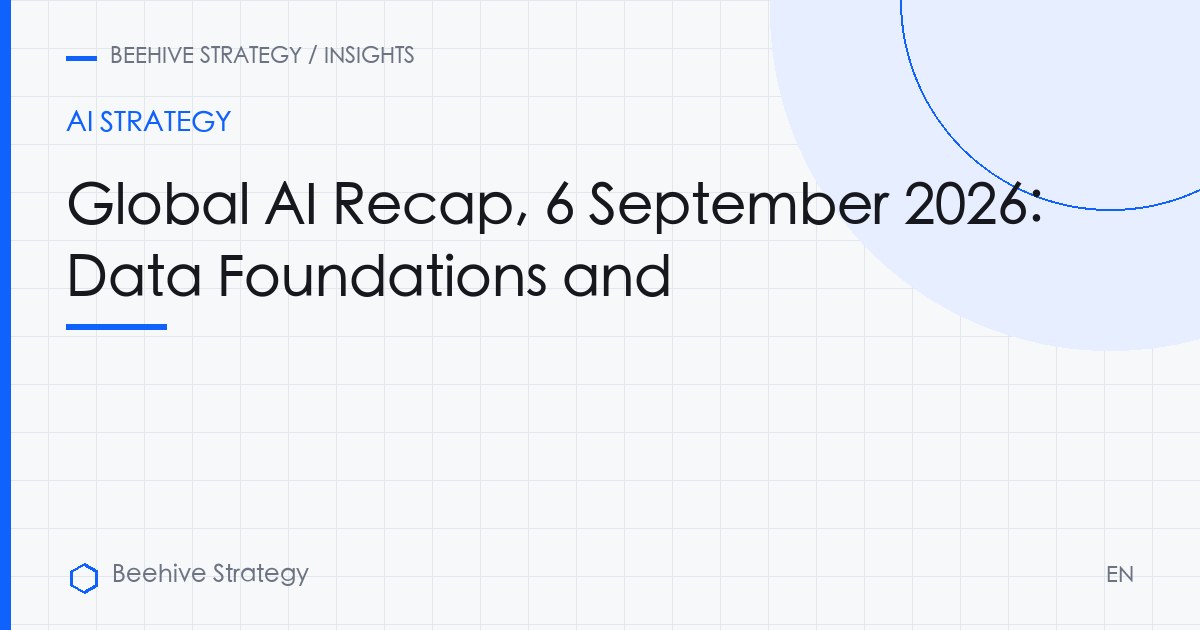 BEEHIVE STRATEGY / INSIGHTS
AI STRATEGY
Global AI Recap, 6 September 2026:
Data Foundations and
Beehive Strategy
EN